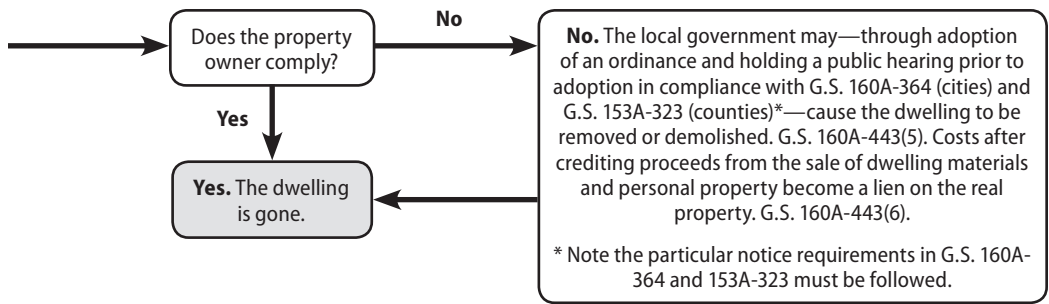 Does the property
owner comply?
No
No. The local government may—through adoption
of an ordinance and holding a public hearing prior to
adoption in compliance with G.S. 160A-364 (cities) and
G.S. 153A-323 (counties)*—cause the dwelling to be
removed or demolished. G.S. 160A-443(5). Costs after
crediting proceeds from the sale of dwelling materials
and personal property become a lien on the real
property. G.S. 160A-443(6).
* Note the particular notice requirements in G.S. 160A-
364 and 153A-323 must be followed.
Yes
Yes. The dwelling
is gone.